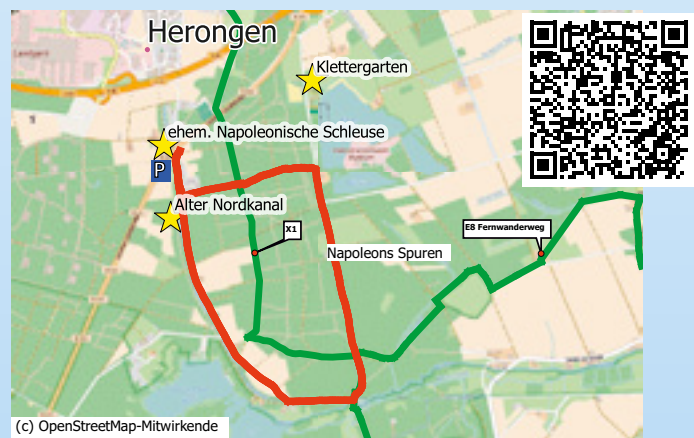 Herongen
Klettergarten
ehem. Napoleonische Schleuse
P
Alter Nordkanal
X1
E8 Fernwanderweg
Napoleons Spuren
(c) OpenStreetMap-Mitwirkende